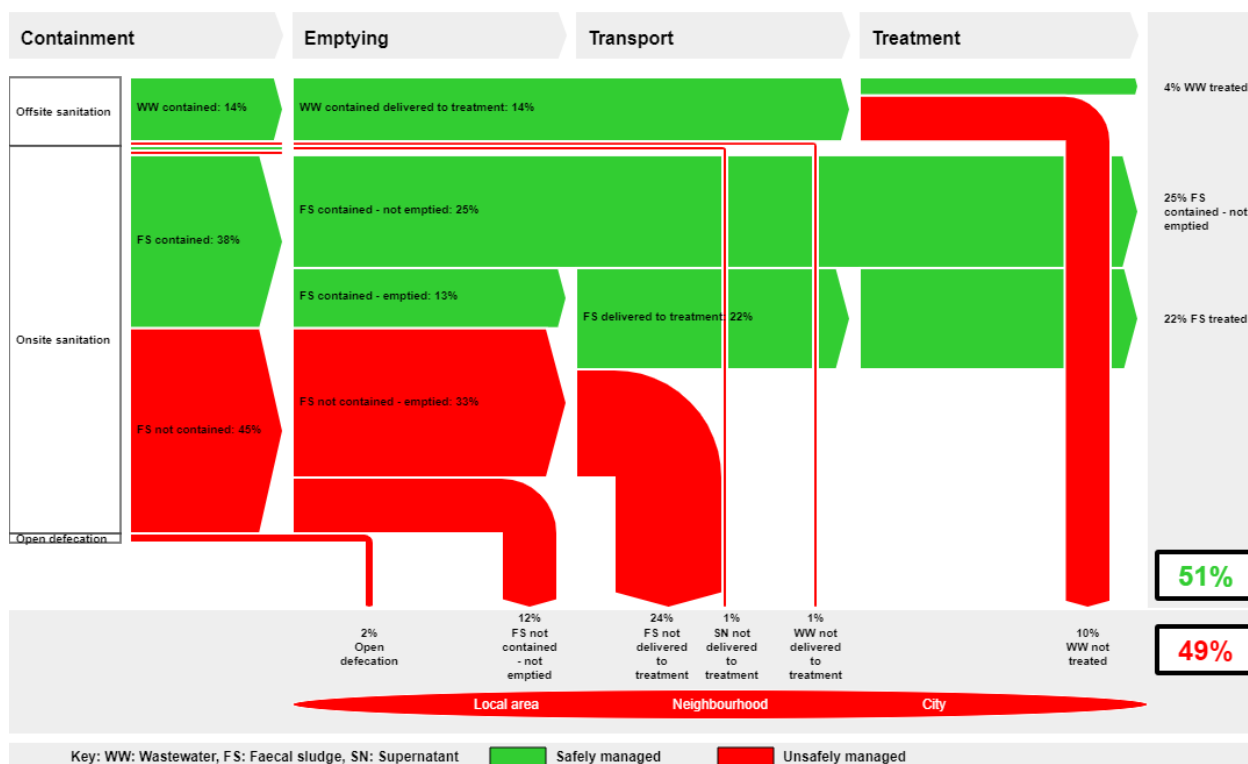 Containment
Emptying
Transport
Treatment
Offsite sanitation
WW contained: 14%
WW contained delivered to treatment: 14%
4% WW treated
FS contained - not emptied: 25%
25% FS
contained - not
emptied
FS contained: 38%
FS contained - emptied: 13%
FS delivered to treatment: 22%
22% FS treated
Onsite sanitation
FS not contained - emptied: 33%
FS not contained: 45%
Open defecation
51%
2%
Open
defecation
12%
FS not
contained
- not
emptied
24%
FS not
delivered
to
treatment
1%
SN not
delivered
to
treatment
1%
WW not
delivered
to
treatment
10%
WW not
treated
49%
Local area
Neighbourhood
City
Key: WW: Wastewater, FS: Faecal sludge, SN: Supernatant
Safely managed
Unsafely managed